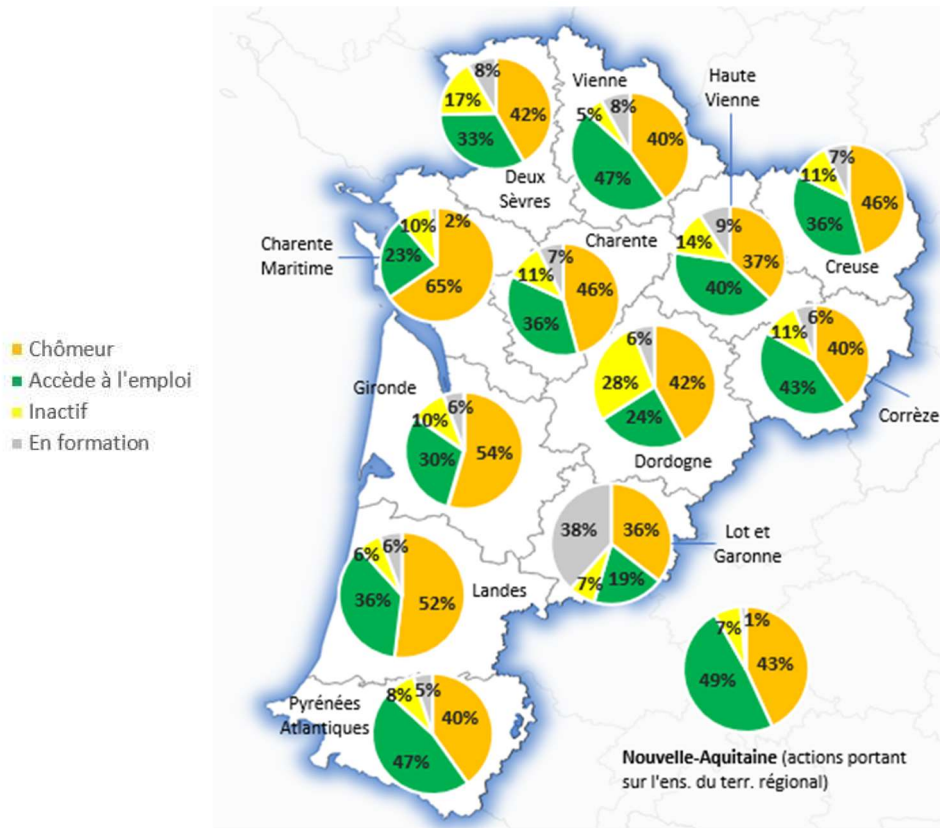 Chômeur
Accède à l'emploi
Inactif
En formation
8%
17%
42%
33%
Deux
Sèvres
Vienne
5%
8%
40%
47%
Haute
Vienne
9%
14%
37%
40%
7%
11%
46%
36%
Creuse
Charente
Maritime
10%
2%
23%
65%
Charente
7%
11%
46%
36%
6%
11%
40%
43%
Corrèze
6%
28%
42%
24%
Dordogne
Gironde
6%
10%
54%
30%
38%
36%
7%
19%
Lot et
Garonne
6%
6%
36%
52%
Landes
1%
7%
43%
49%
Pyrénées
Atlantiques
8%
5%
40%
47%
Nouvelle-Aquitaine (actions portant
sur l'ens. du terr. régional)